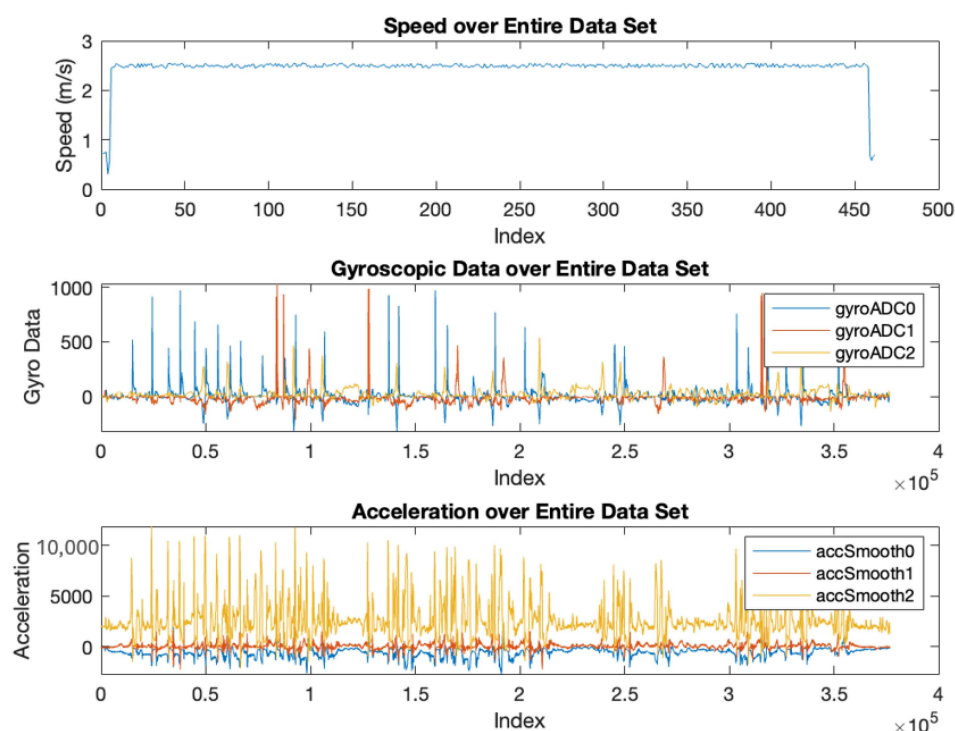 Speed over Entire Data Set
3
2
1
0
Speed (m/s)
0 50 100 150 200 250 300 350 400 450 500
Index
Gyroscopic Data over Entire Data Set
1000
500
0
Gyro Data
gyroADC0
gyroADC1
gyroADC2
0 0.5 1 1.5 2 2.5 3 3.5 4
Index
×10⁵
Acceleration over Entire Data Set
10,000
5000
0
Acceleration
accSmooth0
accSmooth1
accSmooth2
0 0.5 1 1.5 2 2.5 3 3.5 4
Index
×10⁵